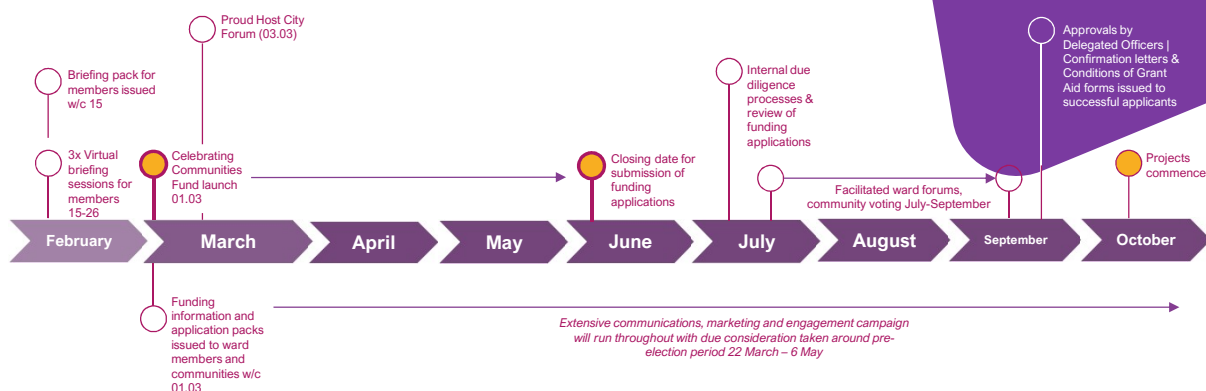 Proud Host City
Forum (03.03)
Briefing pack for
members issued
w/c 15
3x Virtual
briefing
sessions for
members
15-26
Celebrating
Communities
Fund launch
01.03
Closing date for
submission of
funding
applications
Internal due
diligence
processes &
review of
funding
applications
Facilitated ward forums,
community voting July-September
Approvals by
Delegated Officers |
Confirmation letters &
Conditions of Grant
Aid forms issued to
successful applicants
Projects
commence
February
March
April
May
June
July
August
September
October
Funding
information and
application packs
issued to ward
members and
communities w/c
01.03
Extensive communications, marketing and engagement campaign
will run throughout with due consideration taken around pre-
election period 22 March – 6 May